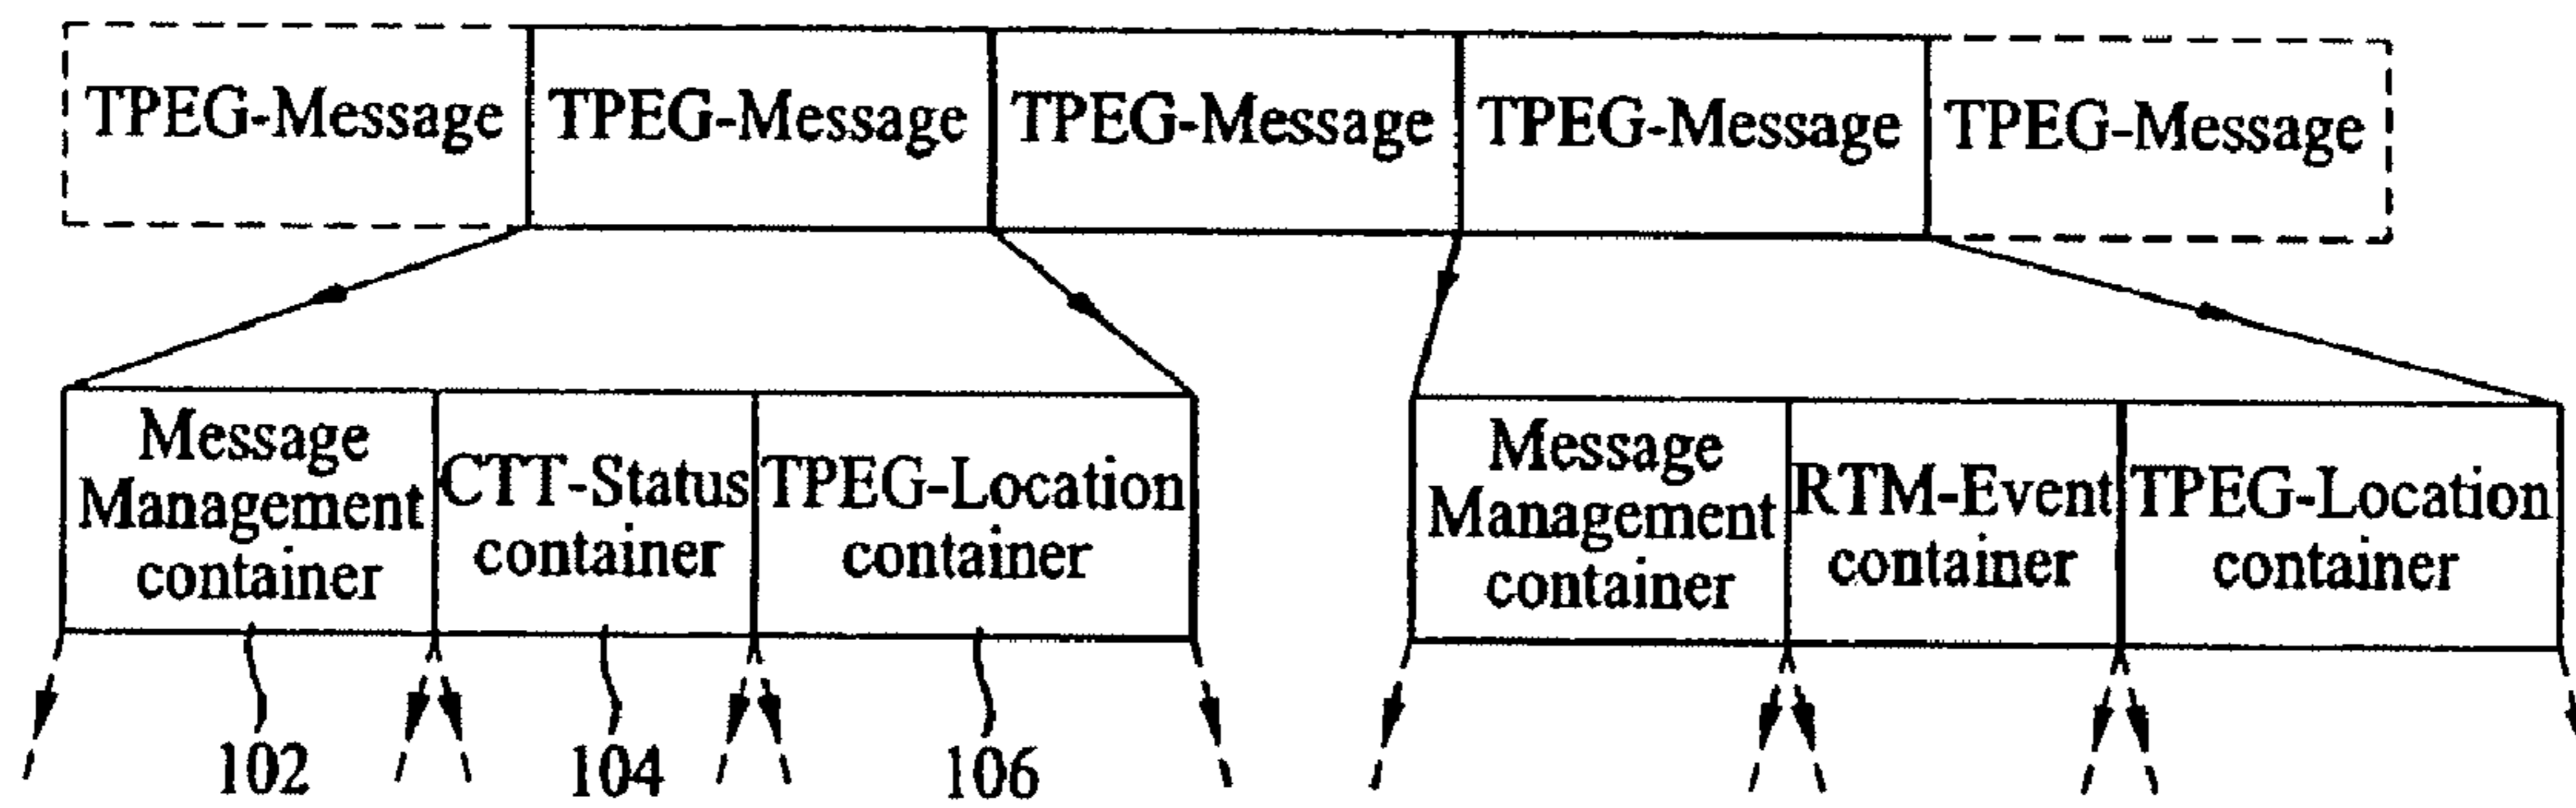 TPEG-Message TPEG-Message TPEG-Message TPEG-Message TPEG-Message
Message
Management
container
CTT-Status
container
TPEG-Location
container
Message
Management
container
RTM-Event
container
TPEG-Location
container
102 104 106